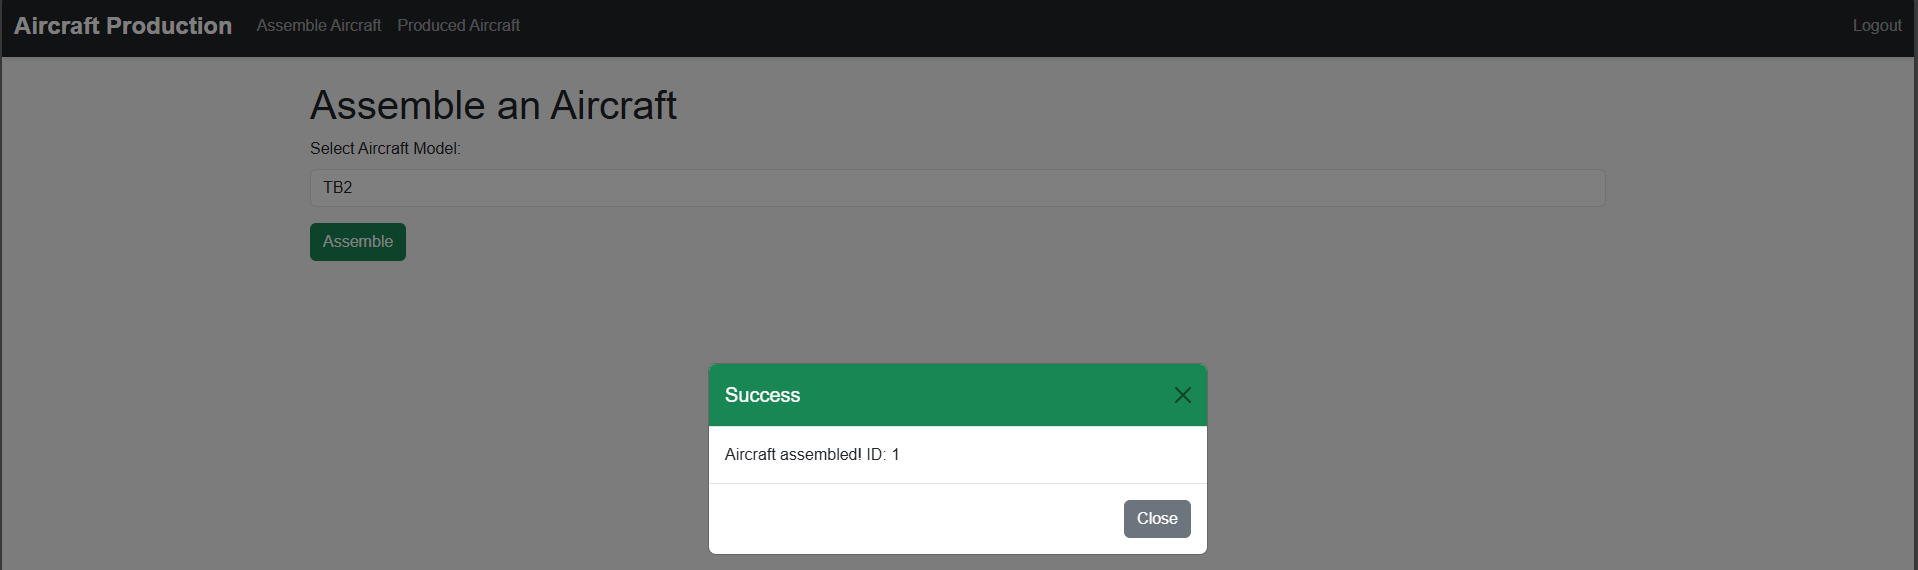 Aircraft Production Assemble Aircraft Produced Aircraft Logout
Assemble an Aircraft
Select Aircraft Model:
TB2
Assemble
Success
Aircraft assembled! ID: 1
Close